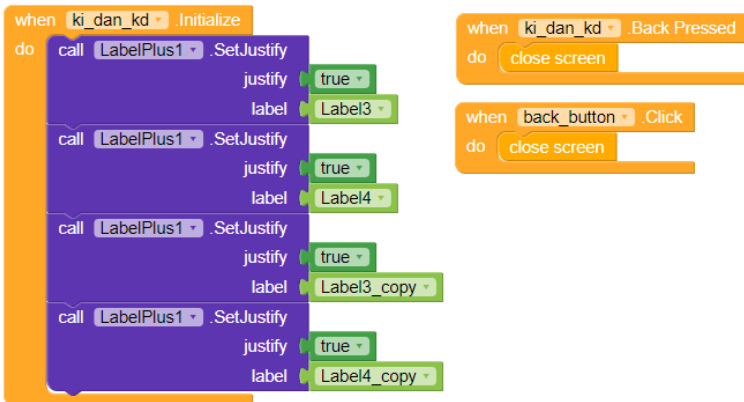 when ki_dan_kd .Initialize
do call LabelPlus1 .SetJustify
justify true
label Label3
call LabelPlus1 .SetJustify
justify true
label Label4
call LabelPlus1 .SetJustify
justify true
label Label3_copy
call LabelPlus1 .SetJustify
justify true
label Label4_copy
when ki_dan_kd .Back Pressed
do close screen
when back_button .Click
do close screen